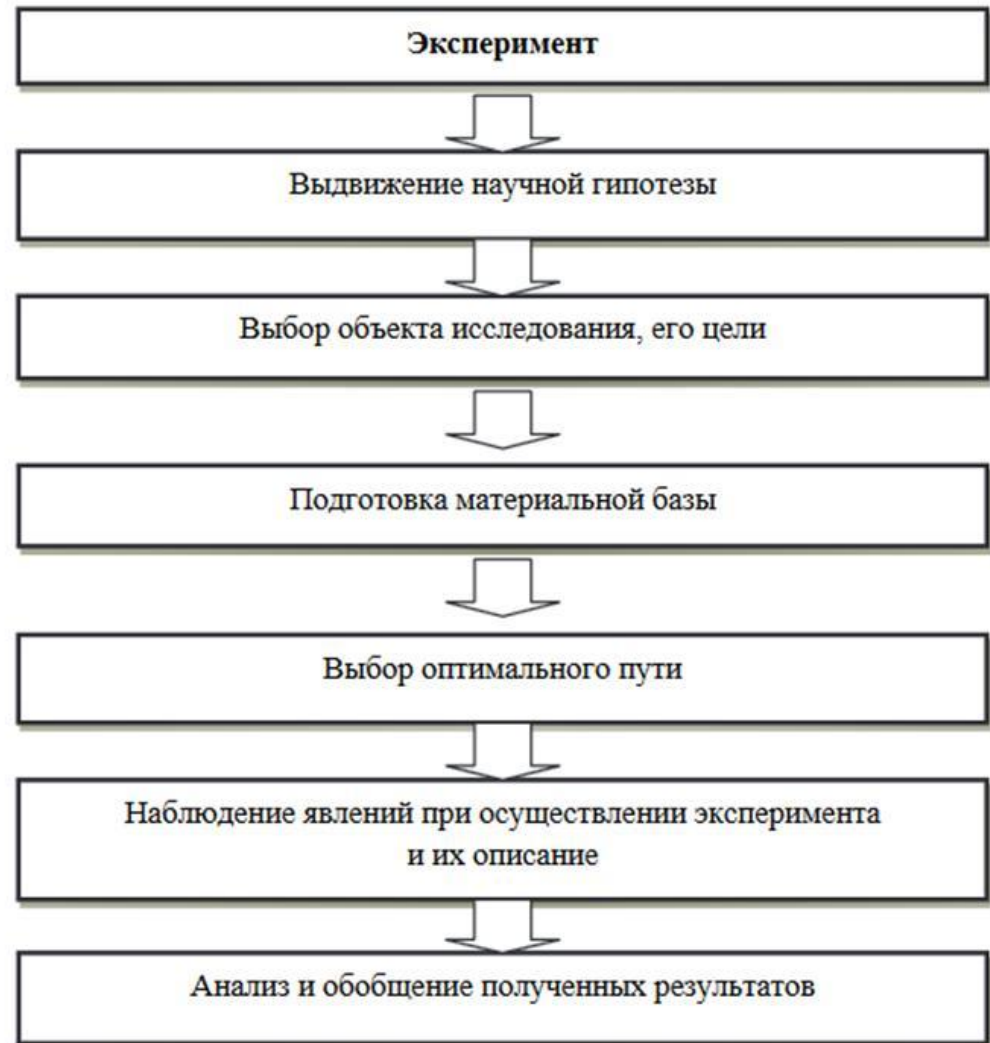 Эксперимент
Выдвижение научной гипотезы
Выбор объекта исследования, его цели
Подготовка материальной базы
Выбор оптимального пути
Наблюдение явлений при осуществлении эксперимента
и их описание
Анализ и обобщение полученных результатов